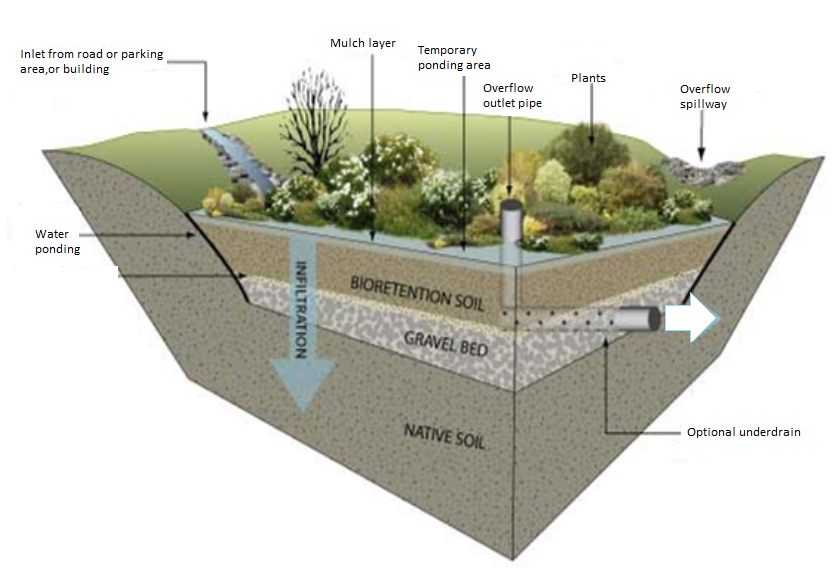 Inlet from road or parking
area,or building
Mulch layer
Temporary
ponding area
Overflow
outlet pipe
Plants
Overflow
spillway
Water
ponding
INFILTRATION
BIORETENTION SOIL
GRAVEL BED
NATIVE SOIL
Optional underdrain